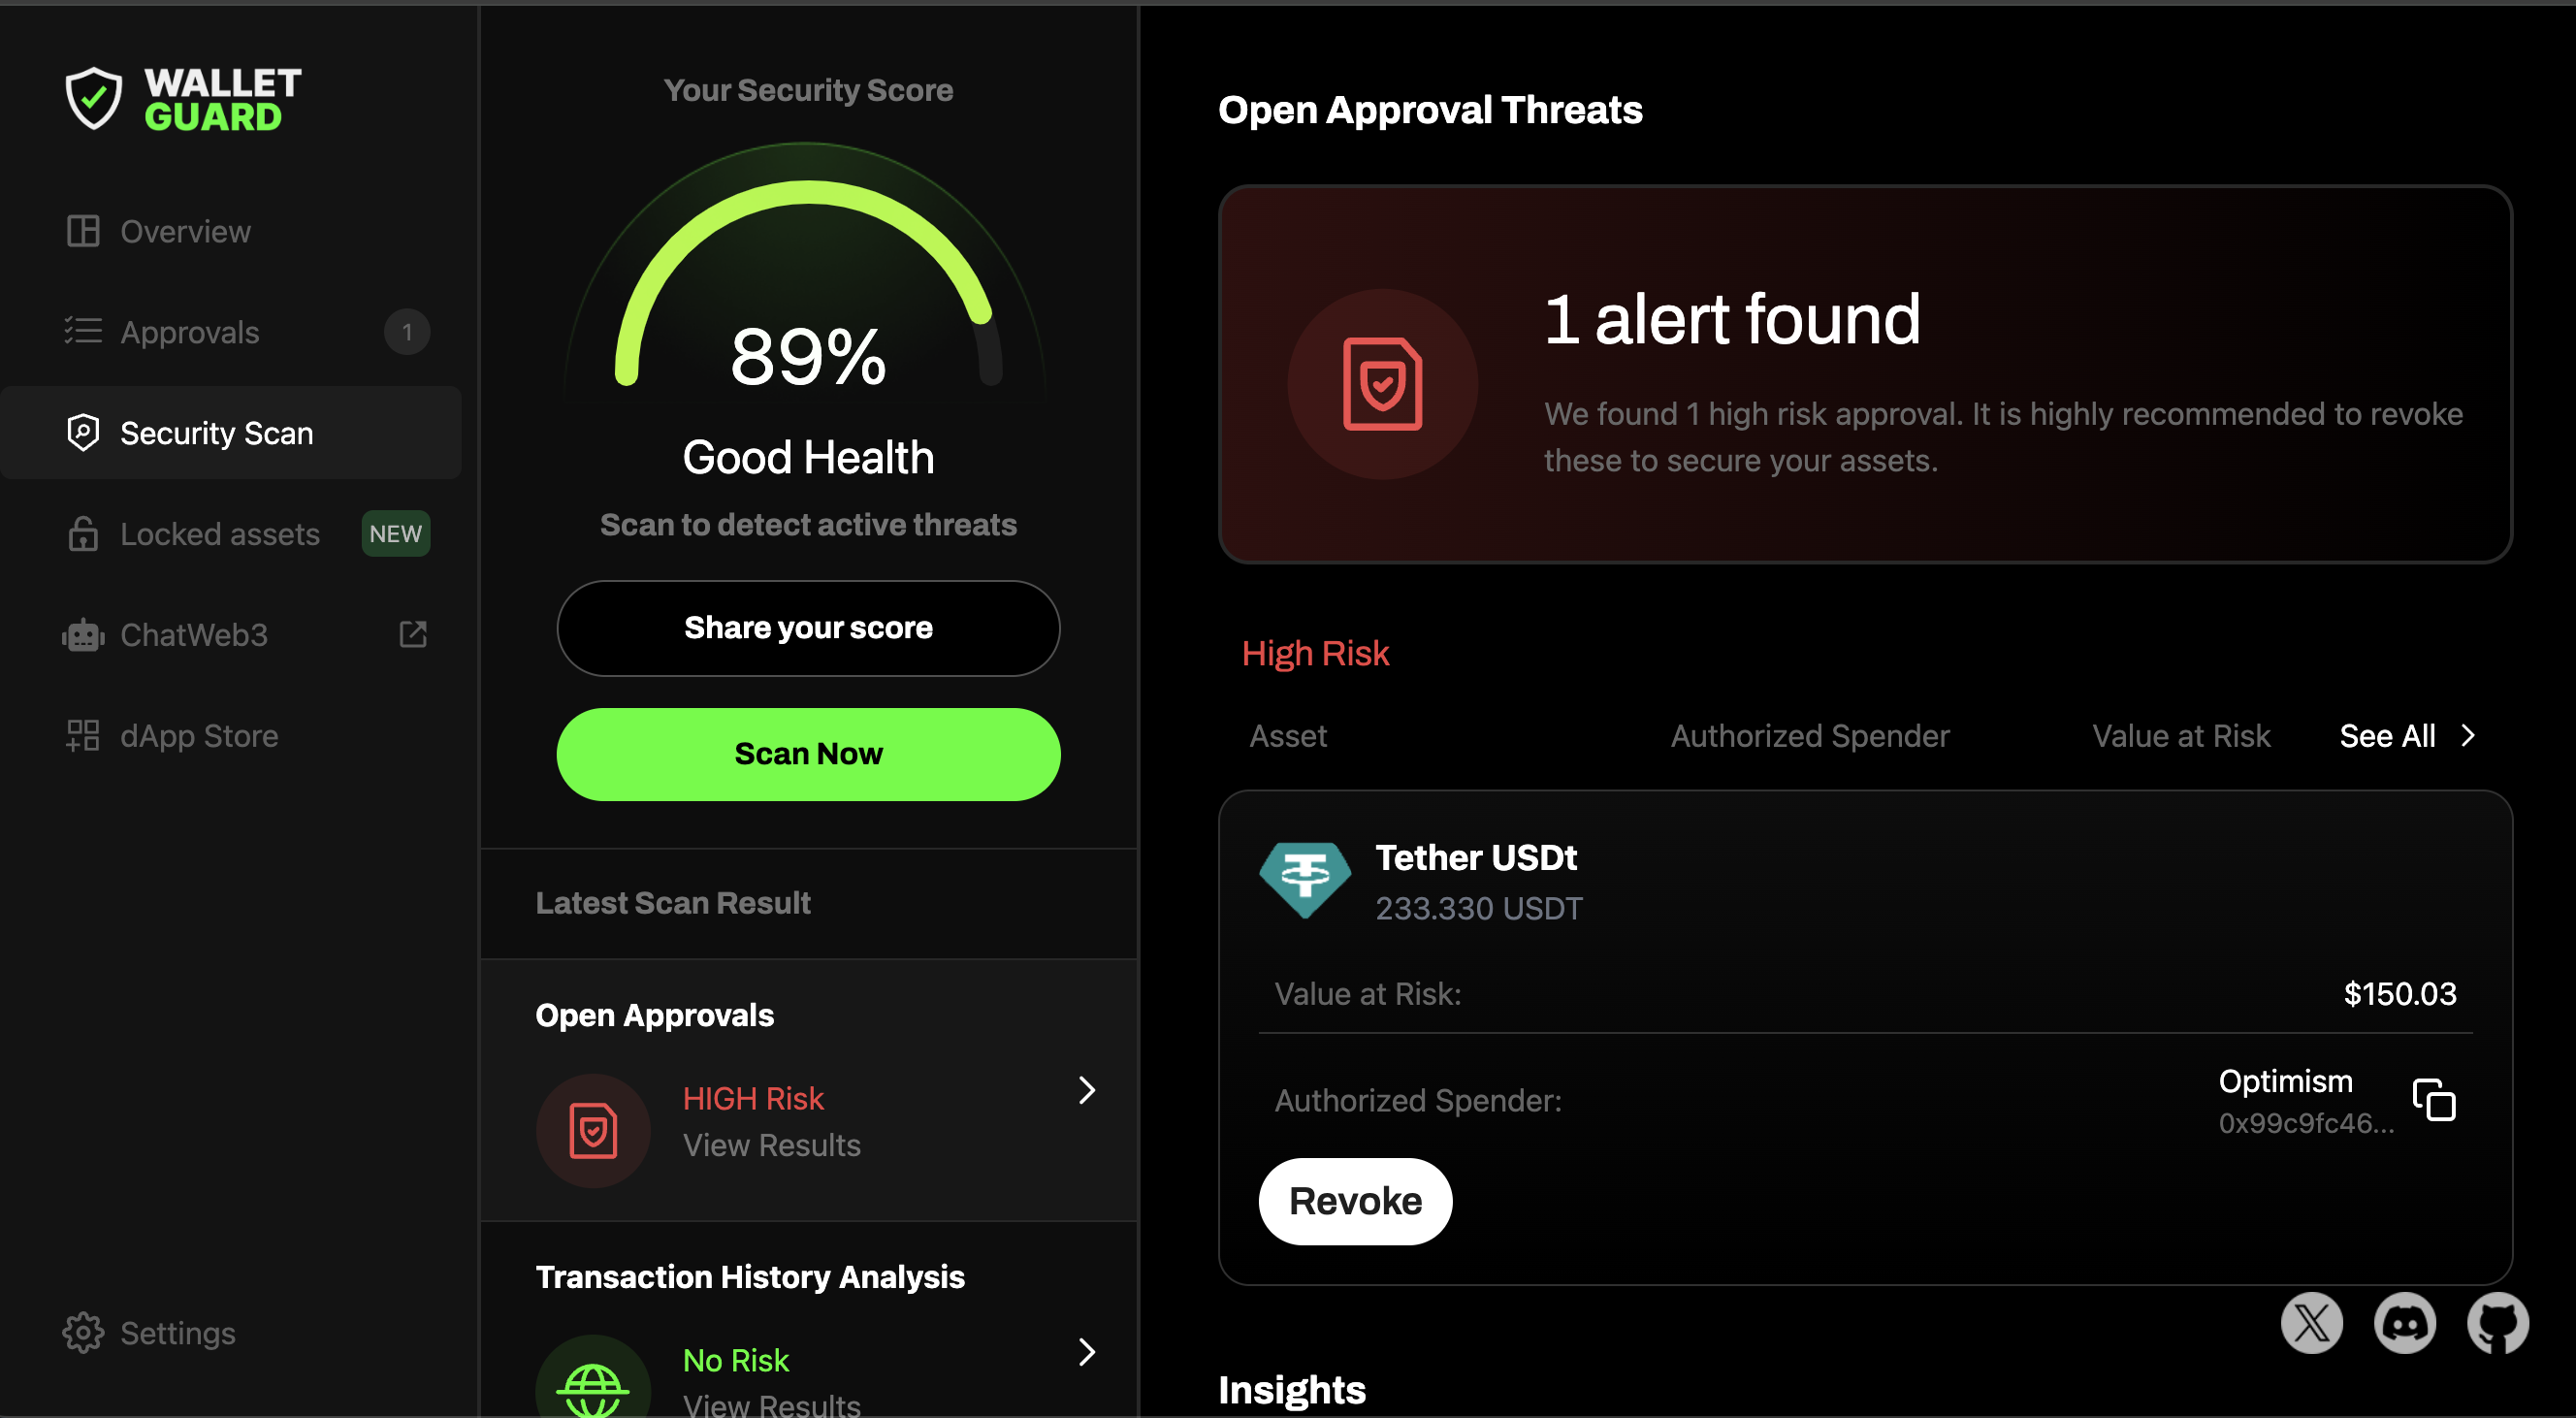 WALLET
GUARD
Overview
Approvals
1
Security Scan
Locked assets
NEW
ChatWeb3
dApp Store
Settings
Your Security Score
89%
Good Health
Scan to detect active threats
Share your score
Scan Now
Latest Scan Result
Open Approvals
HIGH Risk
View Results
Transaction History Analysis
No Risk
View Results
Open Approval Threats
1 alert found
We found 1 high risk approval. It is highly recommended to revoke
these to secure your assets.
High Risk
Asset
Authorized Spender
Value at Risk
See All
Tether USDt
233.330 USDT
Value at Risk:
$150.03
Authorized Spender:
Optimism
0x99c9fc46...
Revoke
Insights